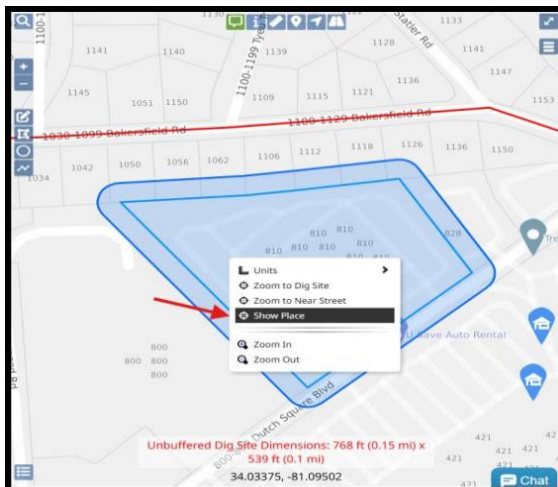 1130
1133
Statler Rd
1100-1
1141
1140
1100-1199 Tyei
1139
1128
1141
1147
1145
1051
1150
1109
1115
1121
1136
1153
1030-1099 Bakersfield Rd
1100-1129 Bakersfield Rd
1034
1042
1050
1056
1062
1106
1112
1118
1126
1136
1150
810
810
810
828
810 810 810 810
Tre
Units
Zoom to Dig Site
Zoom to Near Street
Show Place
U Save Auto Rental
Zoom In
Zoom Out
800
800 800
800
Dutch Square Blvd
Unbuffered Dig Site Dimensions: 768 ft (0.15 mi) x
539 ft (0.1 mi)
34.03375, -81.09502
421
421
421
421
421
Chat